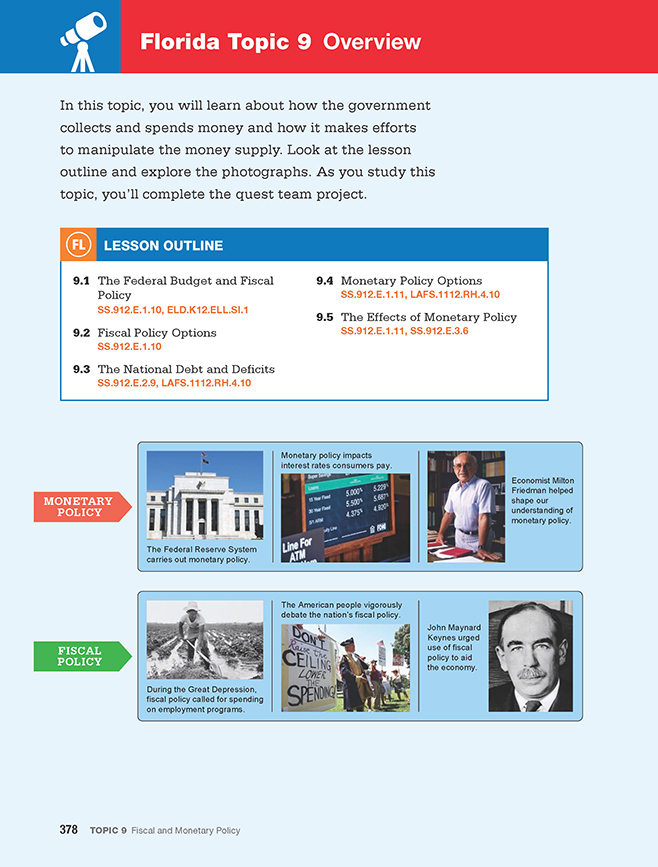 Florida Topic 9 Overview
In this topic, you will learn about how the government
collects and spends money and how it makes efforts
to manipulate the money supply. Look at the lesson
outline and explore the photographs. As you study this
topic, you'll complete the quest team project.
FL LESSON OUTLINE
9.1 The Federal Budget and Fiscal
Policy
SS.912.E.1.10, ELD.K12.ELL.SI.1
9.2 Fiscal Policy Options
SS.912.E.1.10
9.3 The National Debt and Deficits
SS.912.E.2.9, LAFS.1112.RH.4.10
9.4 Monetary Policy Options
SS.912.E.1.11, LAFS.1112.RH.4.10
9.5 The Effects of Monetary Policy
SS.912.E.1.11, SS.912.E.3.6
MONETARY
POLICY
The Federal Reserve System
carries out monetary policy.
Monetary policy impacts
interest rates consumers pay.
Super Savings
Loans
15 Year Fixed 5.000% 5.229%
30 Year Fixed 5.500% 5.687%
5/1 ARM 4.375% 4.920%
Line For
ATM
Economist Milton
Friedman helped
shape our
understanding of
monetary policy.
FISCAL
POLICY
During the Great Depression,
fiscal policy called for spending
on employment programs.
The American people vigorously
debate the nation's fiscal policy.
DON'T
Raise THE
CEILING
LOWER
THE
SPENDING!
John Maynard
Keynes urged
use of fiscal
policy to aid
the economy.
378 TOPIC 9 Fiscal and Monetary Policy